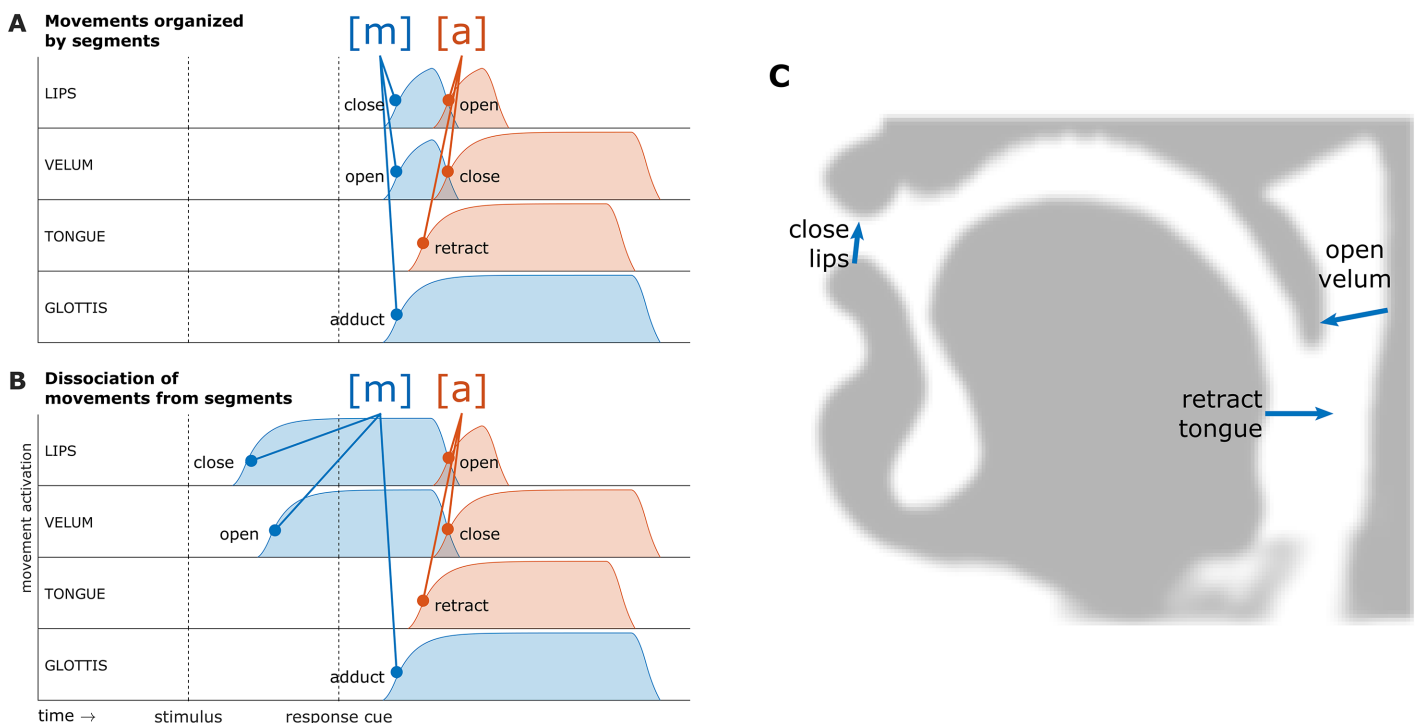 A
Movements organized
by segments
[m] [a]
LIPS
close
open
VELUM
open
close
TONGUE
retract
GLOTTIS
adduct
B
Dissociation of
movements from segments
[m] [a]
movement activation
LIPS
close
open
VELUM
open
close
TONGUE
retract
GLOTTIS
adduct
time →
stimulus
response cue
C
close
lips
open
velum
retract
tongue